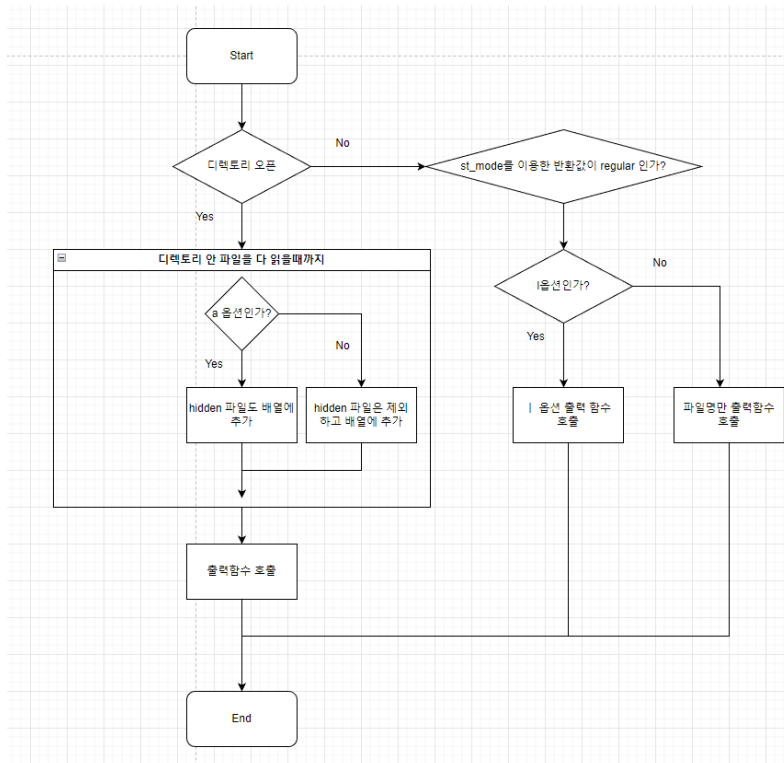 Start
디렉토리 오픈
No
st_mode를 이용한 반환값이 regular 인가?
Yes
디렉토리 안 파일을 다 읽을때까지
a 옵션인가?
Yes
No
hidden 파일도 배열에
추가
hidden 파일은 제외
하고 배열에 추가
l옵션인가?
No
Yes
ㅣ 옵션 출력 함수
호출
파일명만 출력함수
호출
출력함수 호출
End